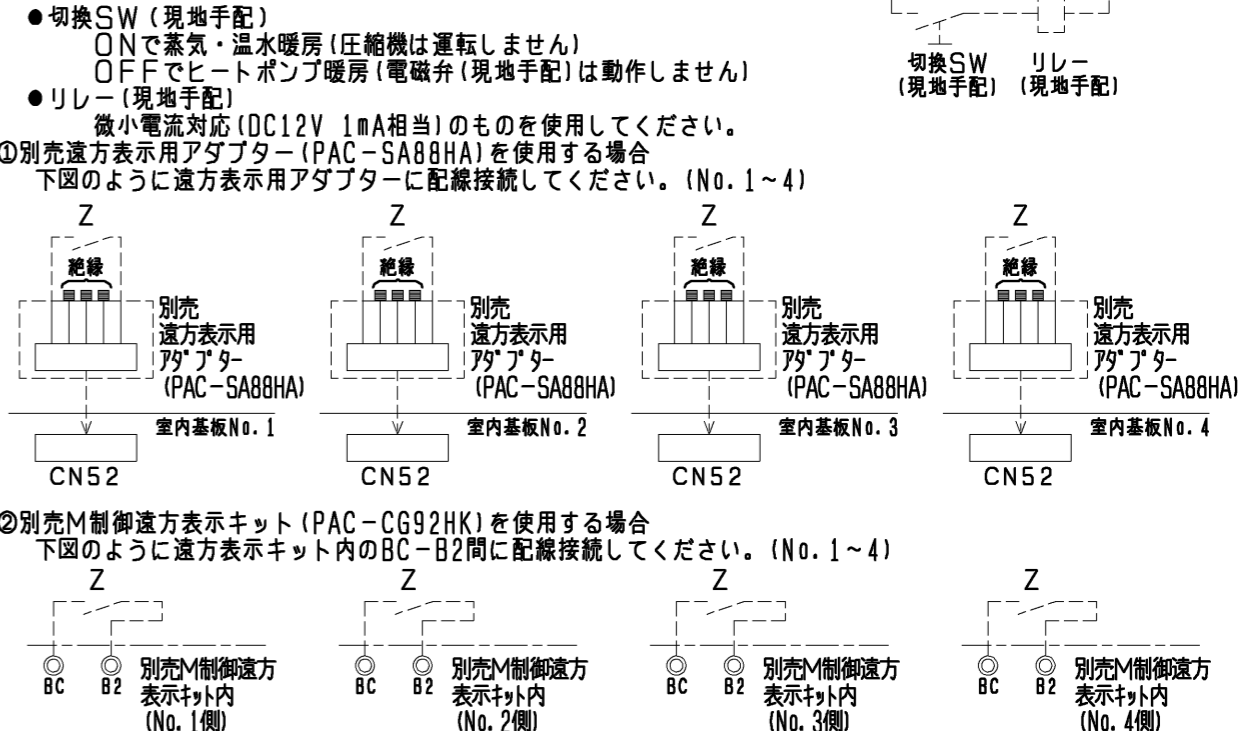 ●切換SW(現地手配)
ONで蒸気・温水暖房(圧縮機は運転しません)
OFFでヒートポンプ暖房(電磁弁(現地手配)は動作しません)
●リレー(現地手配)
微小電流対応(DC12V 1mA相当)のものを使用してください。
切換SW リレー
(現地手配) (現地手配)
①別売遠方表示用アダプター(PAC-SA88HA)を使用する場合
下図のように遠方表示用アダプターに配線接続してください。(No.1~4)
Z Z Z Z
絶縁 絶縁 絶縁 絶縁
別売 別売 別売 別売
遠方表示用 遠方表示用 遠方表示用 遠方表示用
アダプター アダプター アダプター アダプター
(PAC-SA88HA) (PAC-SA88HA) (PAC-SA88HA) (PAC-SA88HA)
室内基板No.1 室内基板No.2 室内基板No.3 室内基板No.4
CN52 CN52 CN52 CN52
②別売M制御遠方表示キット(PAC-CG92HK)を使用する場合
下図のように遠方表示キット内のBC-B2間に配線接続してください。(No.1~4)
Z Z Z Z
BC B2 別売M制御遠方 BC B2 別売M制御遠方 BC B2 別売M制御遠方 BC B2 別売M制御遠方
表示キット内 表示キット内 表示キット内 表示キット内
(No.1側) (No.2側) (No.3側) (No.4側)